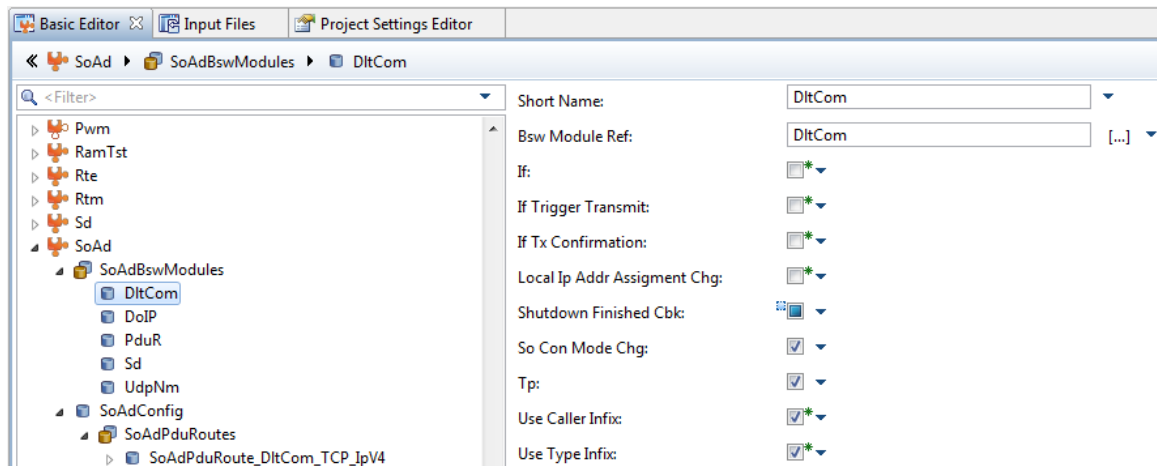 Basic Editor Input Files Project Settings Editor
SoAd SoAdBswModules DltCom
<Filter>
Pwm
RamTst
Rte
Rtm
Sd
SoAd
SoAdBswModules
DltCom
DoIP
PduR
Sd
UdpNm
SoAdConfig
SoAdPduRoutes
SoAdPduRoute_DltCom_TCP_IpV4
Short Name: DltCom
Bsw Module Ref: DltCom [...]
If:
If Trigger Transmit:
If Tx Confirmation:
Local Ip Addr Assigment Chg:
Shutdown Finished Cbk:
So Con Mode Chg:
Tp:
Use Caller Infix:
Use Type Infix: